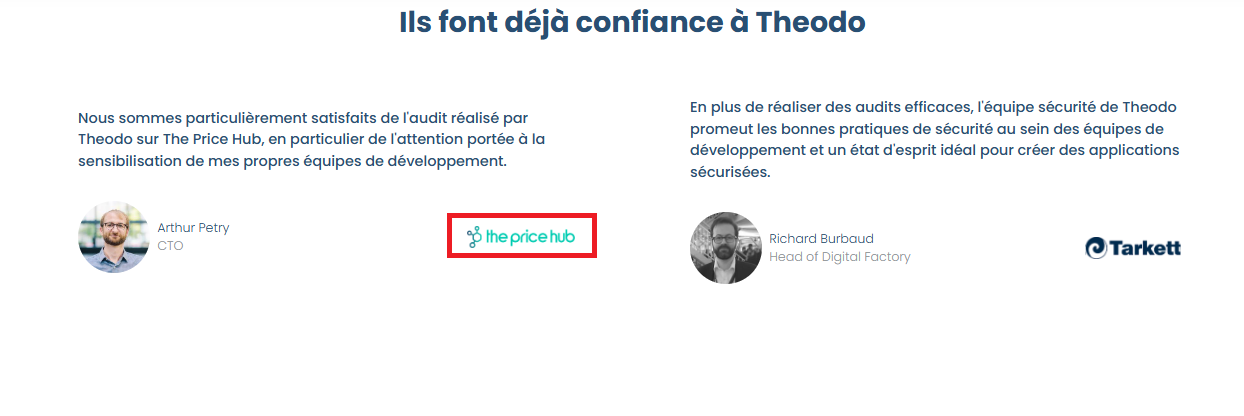 Ils font déjà confiance à Theodo
Nous sommes particulièrement satisfaits de l'audit réalisé par
Theodo sur The Price Hub, en particulier de l'attention portée à la
sensibilisation de mes propres équipes de développement.
Arthur Petry
CTO
the price hub
En plus de réaliser des audits efficaces, l'équipe sécurité de Theodo
promeut les bonnes pratiques de sécurité au sein des équipes de
développement et un état d'esprit idéal pour créer des applications
sécurisées.
Richard Burbaud
Head of Digital Factory
Tarkett